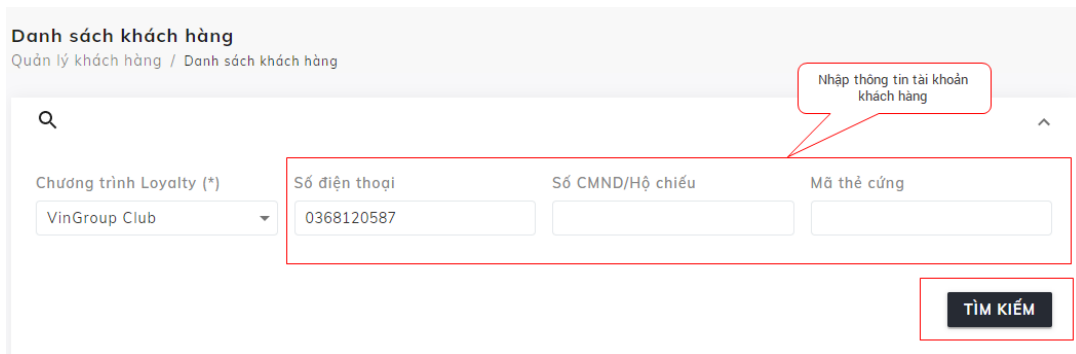 Danh sách khách hàng
Quản lý khách hàng / Danh sách khách hàng
Nhập thông tin tài khoản
khách hàng
Chương trình Loyalty (*)
Số điện thoại
Số CMND/Hộ chiếu
Mã thẻ cứng
VinGroup Club
0368120587
TÌM KIẾM